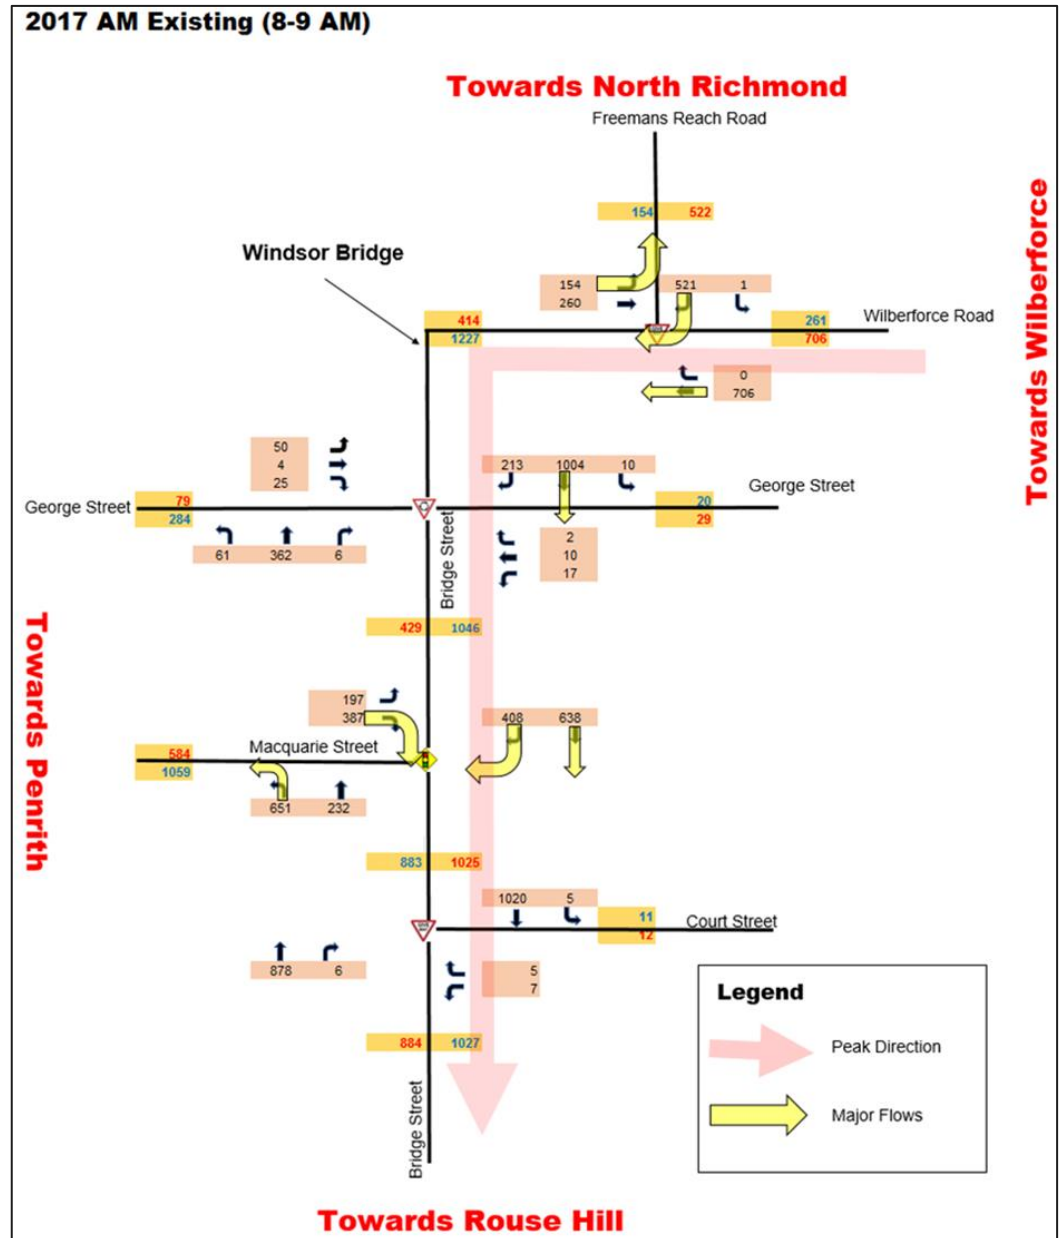 2017 AM Existing (8-9 AM)
Towards North Richmond
Freemans Reach Road
154 522
Windsor Bridge
154
260
521 1
414
1227
Wilberforce Road
261
706
0
706
Towards Wilberforce
50
4
25
213 1004 10
George Street
79
284
George Street
20
29
61 362 6
2
10
17
Bridge Street
429 1046
Towards Penrith
197
387
408 638
Macquarie Street
584
1059
651 232
883 1025
1020 5
11
12
Court Street
878 6
5
7
884 1027
Bridge Street
Legend
Peak Direction
Major Flows
Towards Rouse Hill